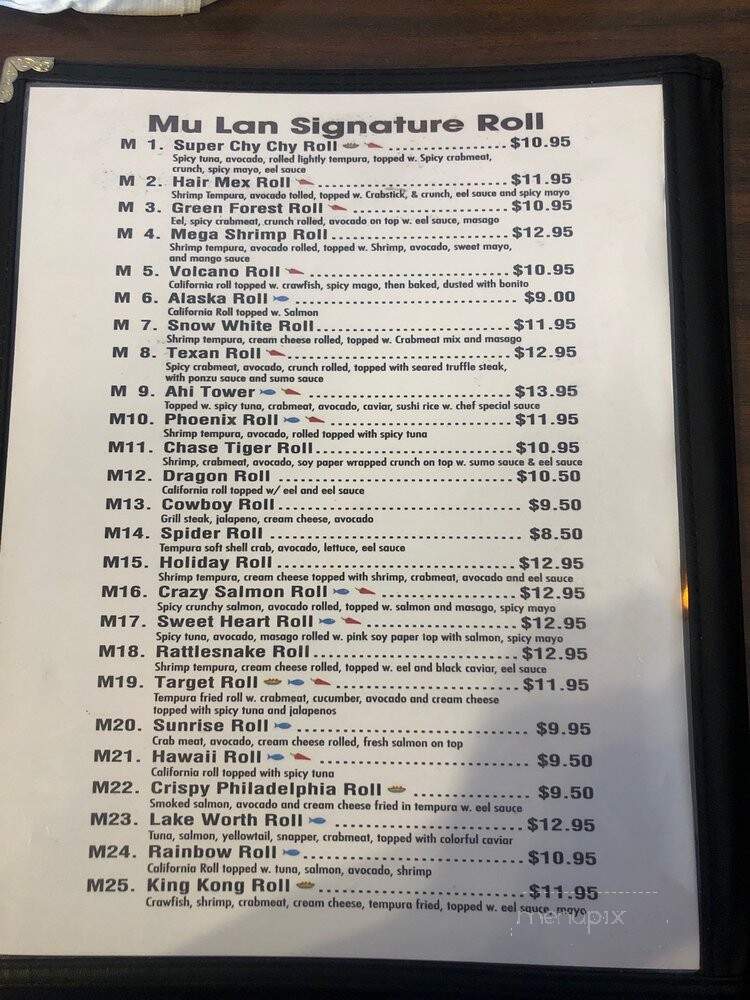 Mu Lan Signature Roll
M 1. Super Chy Chy Roll ........................ $10.95
Spicy tuna, avocado, rolled lightly tempura, topped w. Spicy crabmeat,
crunch, spicy mayo, eel sauce
M 2. Hair Mex Roll ........................ $11.95
Shrimp Tempura, avocado tolled, topped w. Crabstick, & crunch, eel sauce and spicy mayo
M 3. Green Forest Roll ........................ $10.95
Eel, spicy crabmeat, crunch rolled, avocado on top w. eel sauce, masago
M 4. Mega Shrimp Roll ........................ $12.95
Shrimp tempura, avocado rolled, topped w. Shrimp, avocado, sweet mayo,
and mango sauce
M 5. Volcano Roll ........................ $10.95
California roll topped w. crawfish, spicy mago, then baked, dusted with bonito
M 6. Alaska Roll ........................ $9.00
California Roll topped w. Salmon
M 7. Snow White Roll ........................ $11.95
Shrimp tempura, cream cheese rolled, topped w. Crabmeat mix and masago
M 8. Texan Roll ........................ $12.95
Spicy crabmeat, avocado, crunch rolled, topped with seared truffle steak,
with ponzu sauce and sumo sauce
M 9. Ahi Tower ........................ $13.95
Topped w. spicy tuna, crabmeat, avocado, caviar, sushi rice w. chef special sauce
M10. Phoenix Roll ........................ $11.95
Shrimp tempura, avocado, rolled topped with spicy tuna
M11. Chase Tiger Roll ........................ $10.95
Shrimp, crabmeat, avocado, soy paper wrapped crunch on top w. sumo sauce & eel sauce
M12. Dragon Roll ........................ $10.50
California roll topped w/ eel and eel sauce
M13. Cowboy Roll ........................ $9.50
Grill steak, jalapeno, cream cheese, avocado
M14. Spider Roll ........................ $8.50
Tempura soft shell crab, avocado, lettuce, eel sauce
M15. Holiday Roll ........................ $12.95
Shrimp tempura, cream cheese topped with shrimp, crabmeat, avocado and eel sauce
M16. Crazy Salmon Roll ........................ $12.95
Spicy crunchy salmon, avocado rolled, topped w. salmon and masago, spicy mayo
M17. Sweet Heart Roll ........................ $12.95
Spicy tuna, avocado, masago rolled w. pink soy paper top with salmon, spicy mayo
M18. Rattlesnake Roll ........................ $12.95
Shrimp tempura, cream cheese rolled, topped w. eel and black caviar, eel sauce
M19. Target Roll ........................ $11.95
Tempura fried roll w. crabmeat, cucumber, avocado and cream cheese
topped with spicy tuna and jalapenos
M20. Sunrise Roll ........................ $9.95
Crab meat, avocado, cream cheese rolled, fresh salmon on top
M21. Hawaii Roll ........................ $9.50
California roll topped with spicy tuna
M22. Crispy Philadelphia Roll ........................ $9.50
Smoked salmon, avocado and cream cheese fried in tempura w. eel sauce
M23. Lake Worth Roll ........................ $12.95
Tuna, salmon, yellowtail, snapper, crabmeat, topped with colorful caviar
M24. Rainbow Roll ........................ $10.95
California Roll topped w. tuna, salmon, avocado, shrimp
M25. King Kong Roll ........................ $11.95
Crawfish, shrimp, crabmeat, cream cheese, tempura fried, topped w. eel sauce, mayo
menupix